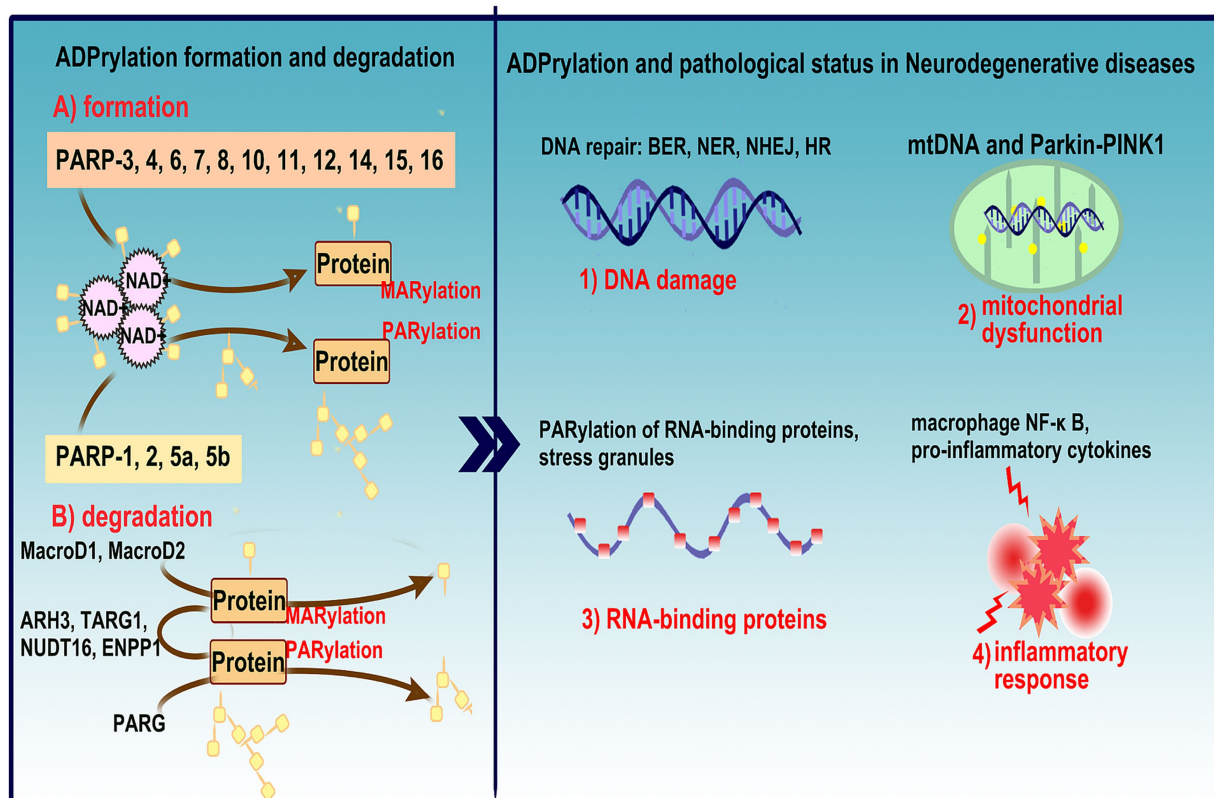 ADPrylation formation and degradation
A) formation
PARP-3, 4, 6, 7, 8, 10, 11, 12, 14, 15, 16
NAD+
NAD+
NAD+
Protein
MARylation
PARylation
Protein
PARP-1, 2, 5a, 5b
B) degradation
MacroD1, MacroD2
Protein
MARylation
ARH3, TARG1,
NUDT16, ENPP1
PARylation
Protein
PARG
ADPrylation and pathological status in Neurodegenerative diseases
DNA repair: BER, NER, NHEJ, HR
1) DNA damage
mtDNA and Parkin-PINK1
2) mitochondrial
dysfunction
PARylation of RNA-binding proteins,
stress granules
3) RNA-binding proteins
macrophage NF-κ B,
pro-inflammatory cytokines
4) inflammatory
response